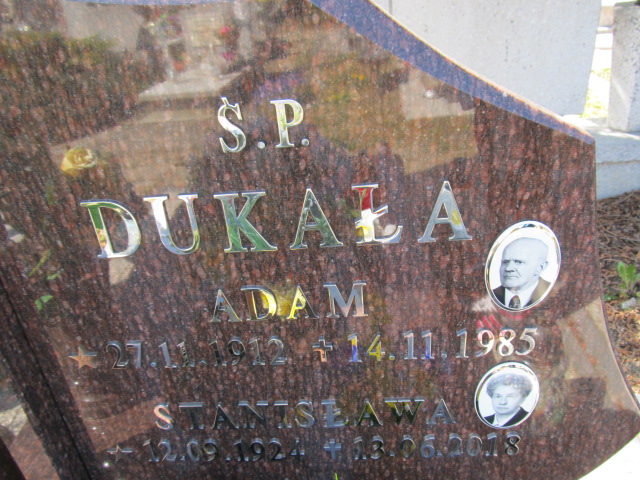 Ś.P.
DUKAŁA
ADAM
27.11.1912 14.11.1985
STANISŁAWA
12.09.1924 13.06.2018